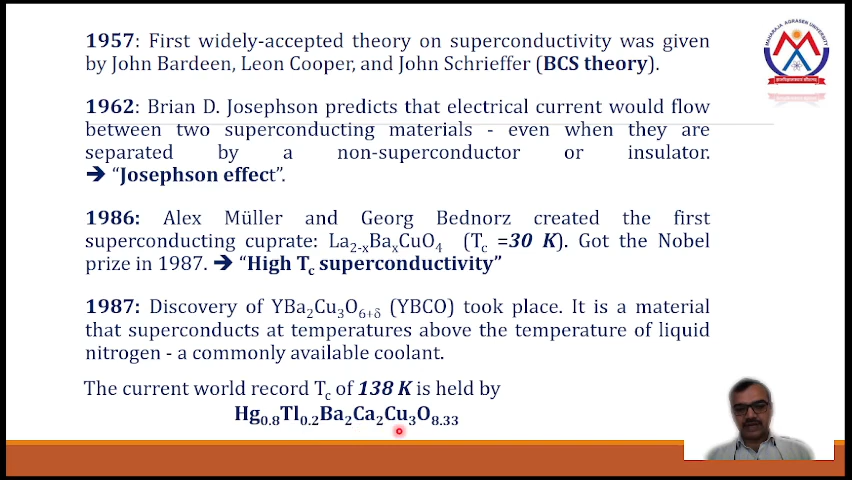 1957: First widely-accepted theory on superconductivity was given
by John Bardeen, Leon Cooper, and John Schrieffer (BCS theory).
1962: Brian D. Josephson predicts that electrical current would flow
between two superconducting materials - even when they are
separated by a non-superconductor or insulator.
➔ “Josephson effect”.
1986: Alex Müller and Georg Bednorz created the first
superconducting cuprate: La₂₋ₓBaₓCuO₄ (Tc =30 K). Got the Nobel
prize in 1987. ➔ “High Tc superconductivity”
1987: Discovery of YBa₂Cu₃O₆₊δ (YBCO) took place. It is a material
that superconducts at temperatures above the temperature of liquid
nitrogen - a commonly available coolant.
The current world record Tc of 138 K is held by
Hg₀.₈Tl₀.₂Ba₂Ca₂Cu₃O₈.₃₃
MAHARAJA AGRASEN UNIVERSITY